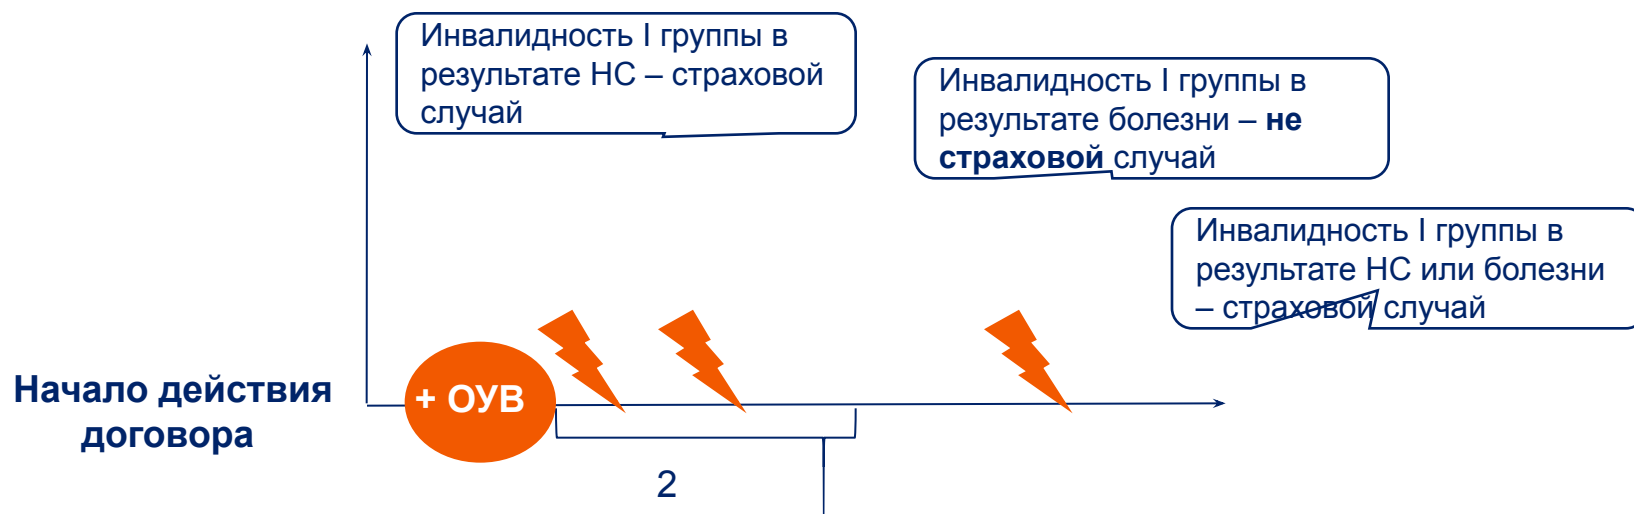 Инвалидность I группы в
результате НС – страховой
случай
Инвалидность I группы в
результате болезни – не
страховой случай
Инвалидность I группы в
результате НС или болезни
– страховой случай
Начало действия
договора
+ ОУВ
2